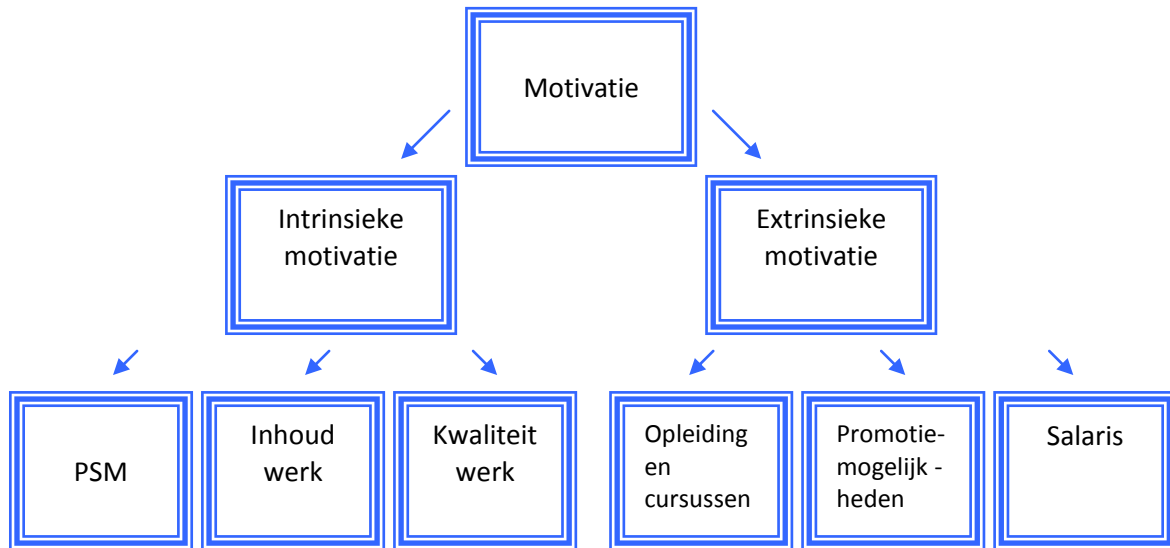 Motivatie
Intrinsieke
motivatie
Extrinsieke
motivatie
PSM
Inhoud
werk
Kwaliteit
werk
Opleiding
en
cursussen
Promotie-
mogelijk -
heden
Salaris